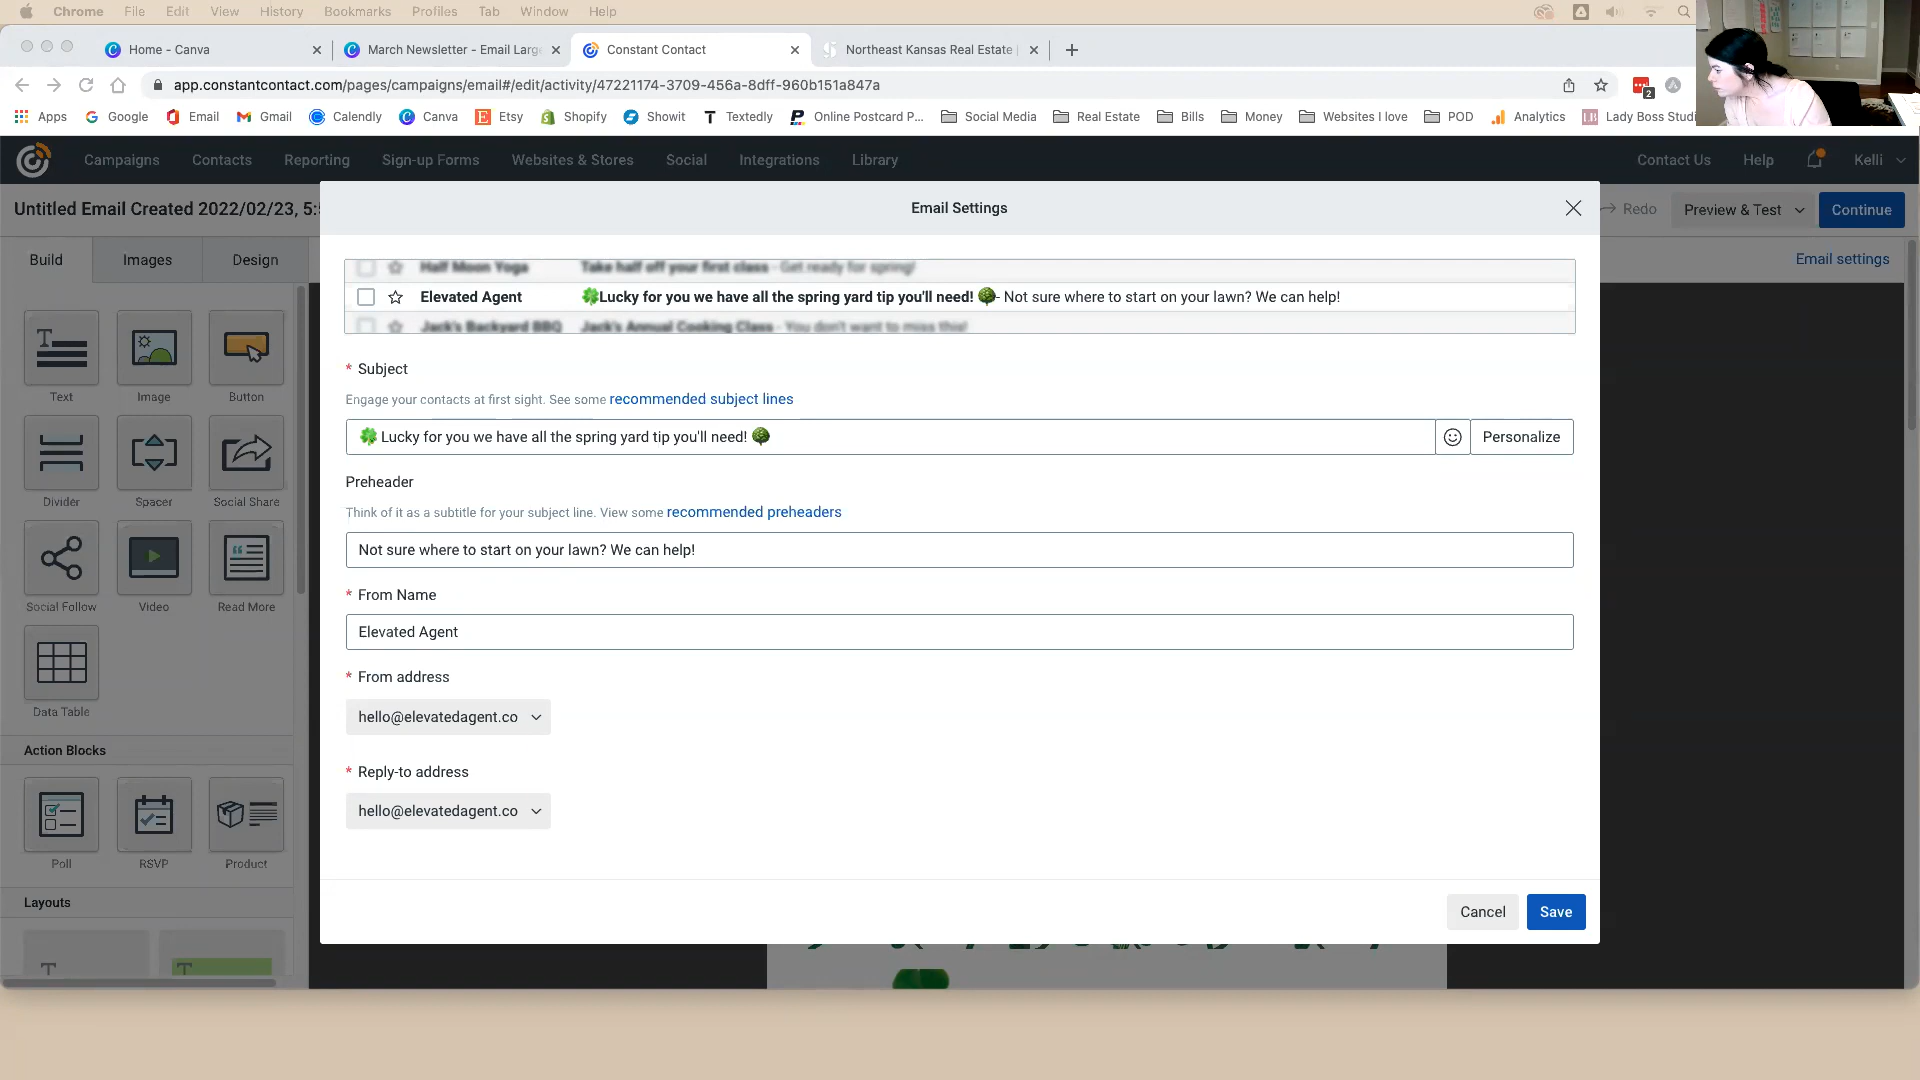 Chrome File Edit View History Bookmarks Profiles Tab Window Help
Home - Canva
March Newsletter - Email Large
Constant Contact
Northeast Kansas Real Estate |
app.constantcontact.com/pages/campaigns/email#/edit/activity/47221174-3709-456a-8dff-960b151a847a
2
Apps Google Email Gmail Calendly Canva Etsy Shopify Showit Textedly Online Postcard P... Social Media Real Estate Bills Money Websites I love POD Analytics Lady Boss Studi
Campaigns Contacts Reporting Sign-up Forms Websites & Stores Social Integrations Library Contact Us Help Kelli
Untitled Email Created 2022/02/23, 5:5
Redo Preview & Test Continue
Email Settings
Build Images Design
Email settings
Half Moon Yoga Take half off your first class - Get ready for spring!
Elevated Agent 🍀Lucky for you we have all the spring yard tip you'll need! 🌳- Not sure where to start on your lawn? We can help!
Jack's Backyard BBQ Jack's Annual Cooking Class - You don't want to miss this!
* Subject
Engage your contacts at first sight. See some recommended subject lines
🍀Lucky for you we have all the spring yard tip you'll need! 🌳
Personalize
Preheader
Think of it as a subtitle for your subject line. View some recommended preheaders
Not sure where to start on your lawn? We can help!
* From Name
Elevated Agent
* From address
hello@elevatedagent.co
* Reply-to address
hello@elevatedagent.co
Cancel Save
Text Image Button
Divider Spacer Social Share
Social Follow Video Read More
Data Table
Action Blocks
Poll RSVP Product
Layouts